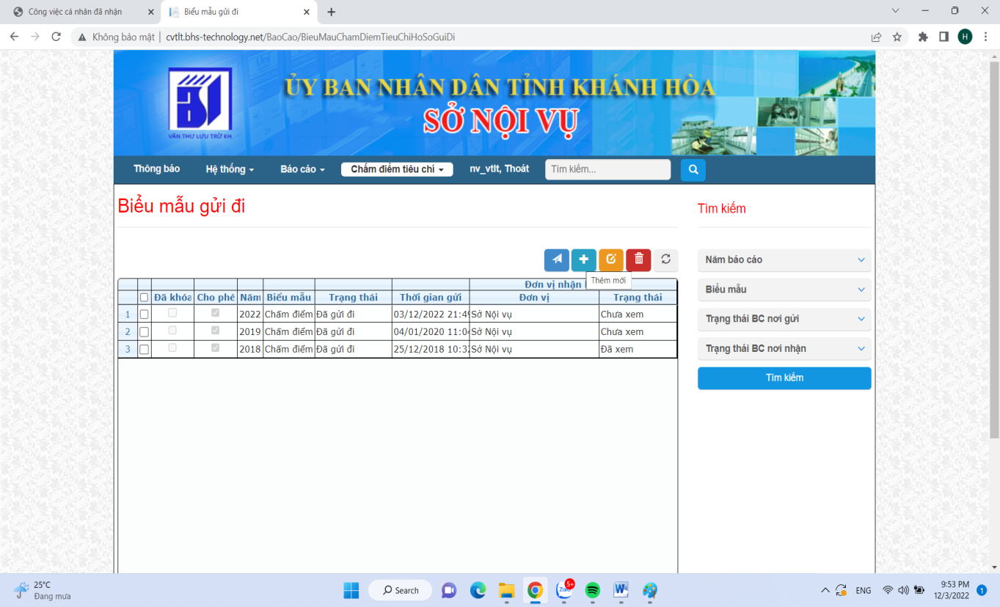 Công việc cá nhân đã nhận
Biểu mẫu gửi đi
Không bảo mật
cvtlt.bhs-technology.net/BaoCao/BieuMauChamDiemTieuChiHoSoGuiDi
H
VĂN THƯ LƯU TRỮ KH
ỦY BAN NHÂN DÂN TỈNH KHÁNH HÒA
SỞ NỘI VỤ
Thông báo Hệ thống Báo cáo Chấm điểm tiêu chí nv_vtlt, Thoát Tìm kiếm...
Biểu mẫu gửi đi
Đơn vị nhận
Thêm mới
Đã khóa Cho phé Năm Biểu mẫu Trạng thái Thời gian gửi Đơn vị Trạng thái
1 2022 Chấm điểm Đã gửi đi 03/12/2022 21:49 Sở Nội vụ Chưa xem
2 2019 Chấm điểm Đã gửi đi 04/01/2020 11:04 Sở Nội vụ Chưa xem
3 2018 Chấm điểm Đã gửi đi 25/12/2018 10:32 Sở Nội vụ Đã xem
Tìm kiếm
Năm báo cáo
Biểu mẫu
Trạng thái BC nơi gửi
Trạng thái BC nơi nhận
Tìm kiếm
25°C
Đang mưa
Search
Zalo
5+
W
ENG
9:53 PM
12/3/2022
1